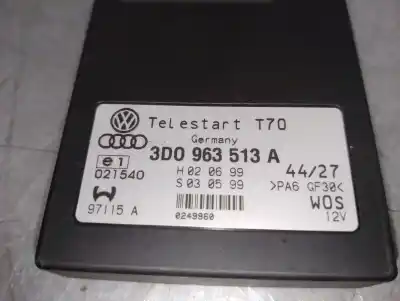 Telestart T70
Germany
3D0 963 513 A
e1
021540
H 02 06 99
S 03 05 99
44/27
>PA6 GF30<
97115 A
0249960
WOS
12V